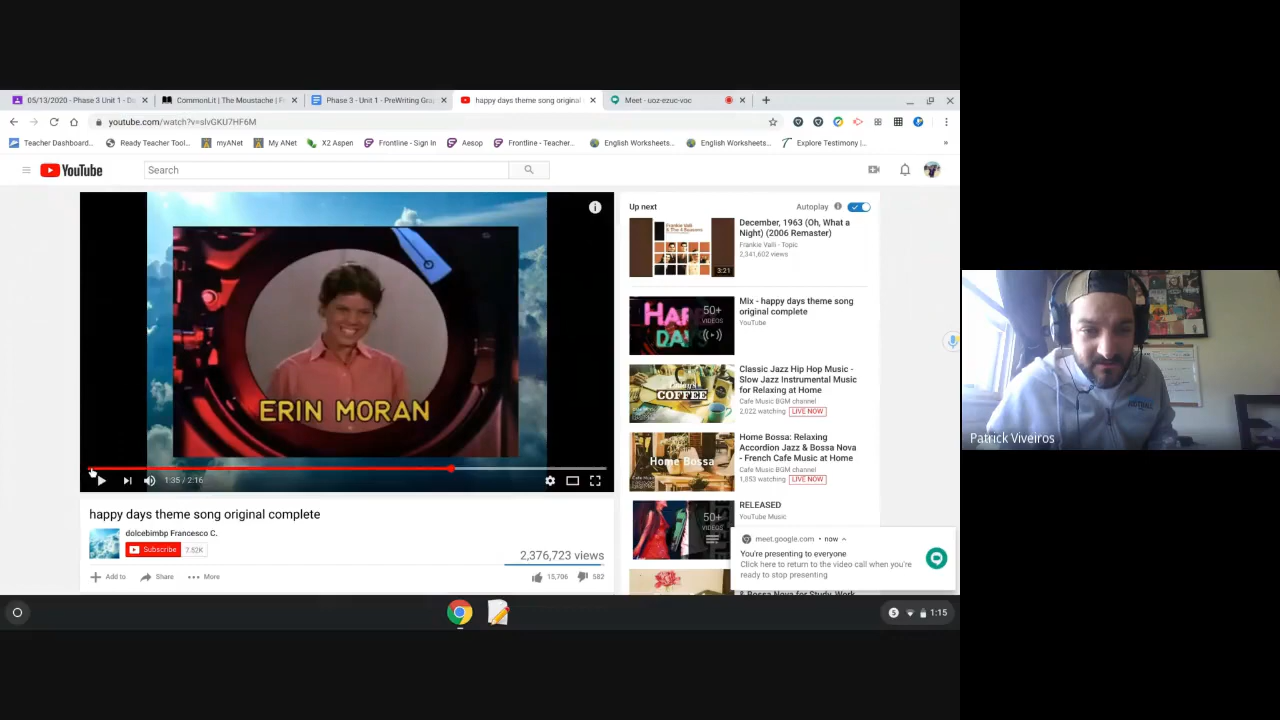 05/13/2020 - Phase 3 Unit 1 - Do
CommonLit | The Moustache | Fr
Phase 3 - Unit 1 - PreWriting Gra
happy days theme song original
Meet - uoz-ezuc-voc
youtube.com/watch?v=slvGKU7HF6M
Teacher Dashboard...
Ready Teacher Tool...
myANet
My ANet
X2 Aspen
Frontline - Sign In
Aesop
Frontline - Teacher...
English Worksheets...
English Worksheets...
Explore Testimony |...
YouTube
Search
ERIN MORAN
1:35 / 2:16
happy days theme song original complete
dolcebimbp Francesco C.
Subscribe 7.52K
2,376,723 views
Add to Share More
15,706 582
Up next
Autoplay
December, 1963 (Oh, What a
Night) (2006 Remaster)
Frankie Valli - Topic
2,341,602 views
3:21
Mix - happy days theme song
original complete
YouTube
50+
VIDEOS
Classic Jazz Hip Hop Music -
Slow Jazz Instrumental Music
for Relaxing at Home
Cafe Music BGM channel
2,022 watching LIVE NOW
COFFEE
Home Bossa: Relaxing
Accordion Jazz & Bossa Nova
- French Cafe Music at Home
Cafe Music BGM channel
1,853 watching LIVE NOW
Home Bossa
RELEASED
YouTube Music
50+
VIDEOS
meet.google.com • now
You're presenting to everyone
Click here to return to the video call when you're
ready to stop presenting
1:15
Patrick Viveiros